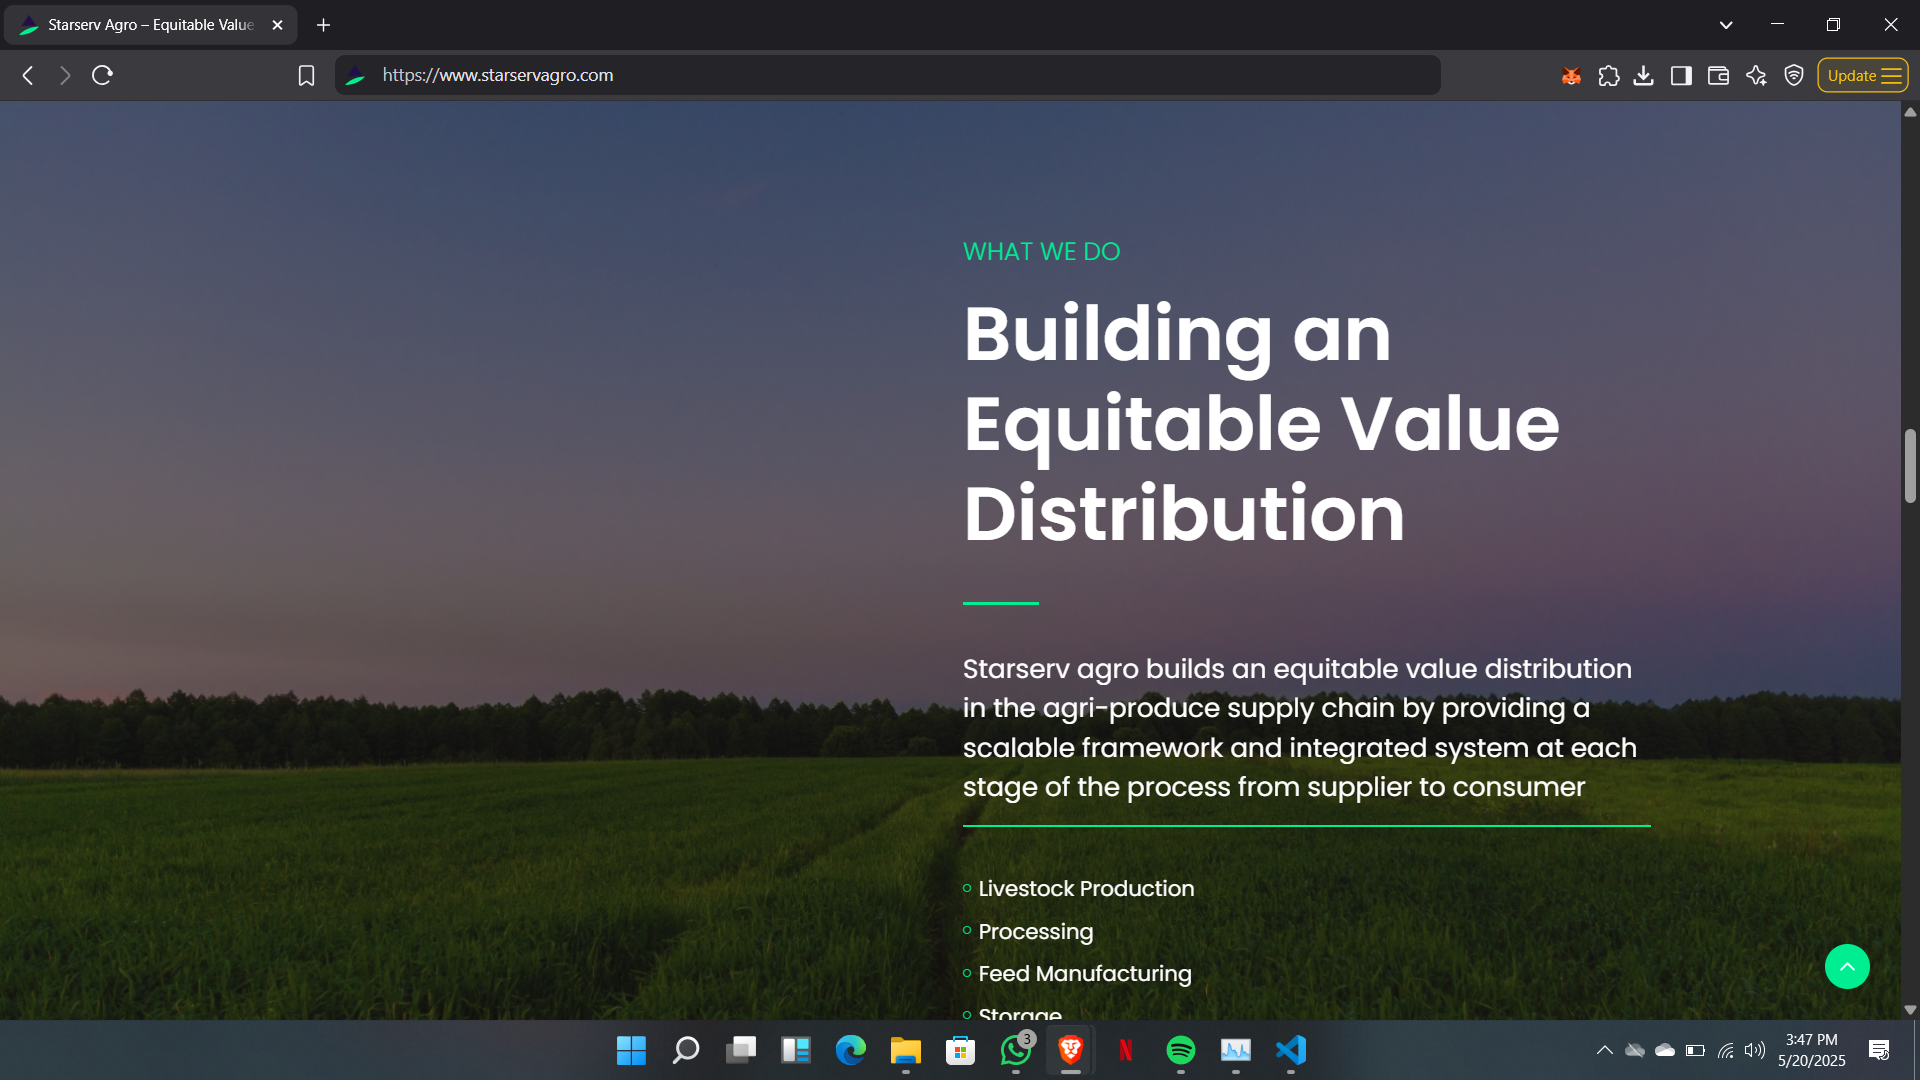 Starserv Agro – Equitable Value
https://www.starservagro.com
Update
WHAT WE DO
Building an
Equitable Value
Distribution
Starserv agro builds an equitable value distribution
in the agri-produce supply chain by providing a
scalable framework and integrated system at each
stage of the process from supplier to consumer
Livestock Production
Processing
Feed Manufacturing
Storage
3
N
3:47 PM
5/20/2025